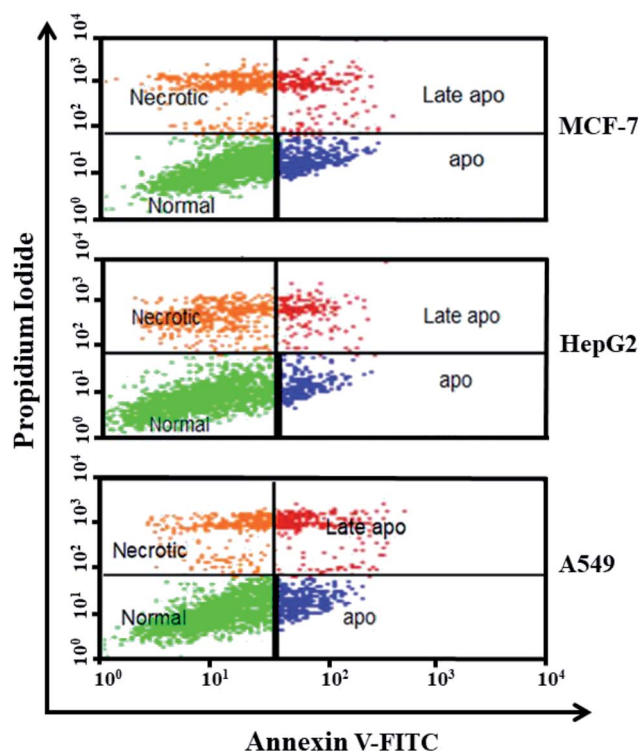 10⁴
10³
10²
10¹
10⁰
Necrotic
Late apo
Normal
apo
MCF-7
10⁴
10³
10²
10¹
10⁰
Necrotic
Late apo
Normal
apo
HepG2
10⁴
10³
10²
10¹
10⁰
Necrotic
Late apo
Normal
apo
A549
10⁰ 10¹ 10² 10³ 10⁴
Propidium Iodide
Annexin V-FITC